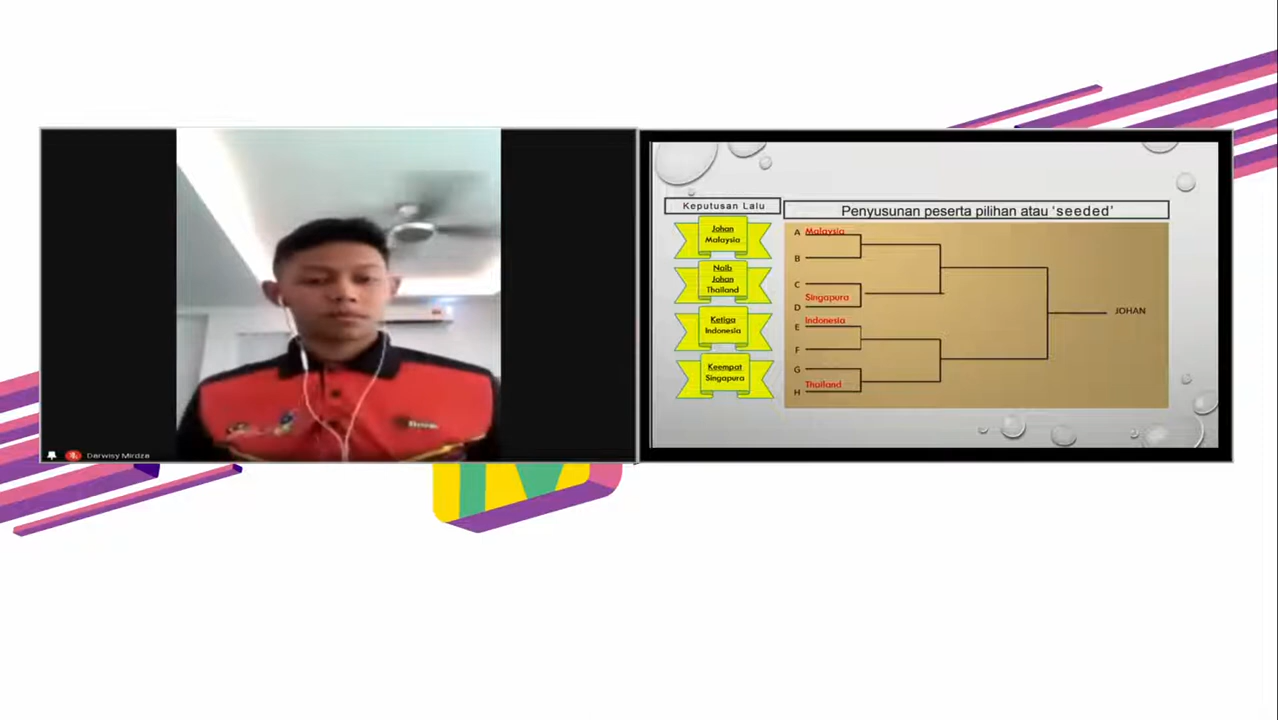 Darwisy Mirdza
Keputusan Lalu
Johan
Malaysia
Naib
Johan
Thailand
Ketiga
Indonesia
Keempat
Singapura
Penyusunan peserta pilihan atau 'seeded'
A Malaysia
B
C
Singapura
D
Indonesia
E
F
G
Thailand
H
JOHAN